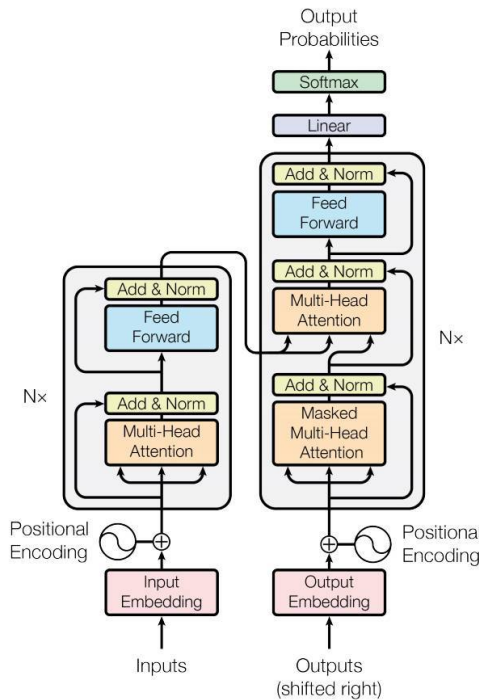 Output
Probabilities
Softmax
Linear
Add & Norm
Feed
Forward
Add & Norm
Multi-Head
Attention
Add & Norm
Masked
Multi-Head
Attention
Nx
Add & Norm
Feed
Forward
Add & Norm
Multi-Head
Attention
Nx
Positional
Encoding
Positiona
Encoding
Input
Embedding
Output
Embedding
Inputs
Outputs
(shifted right)